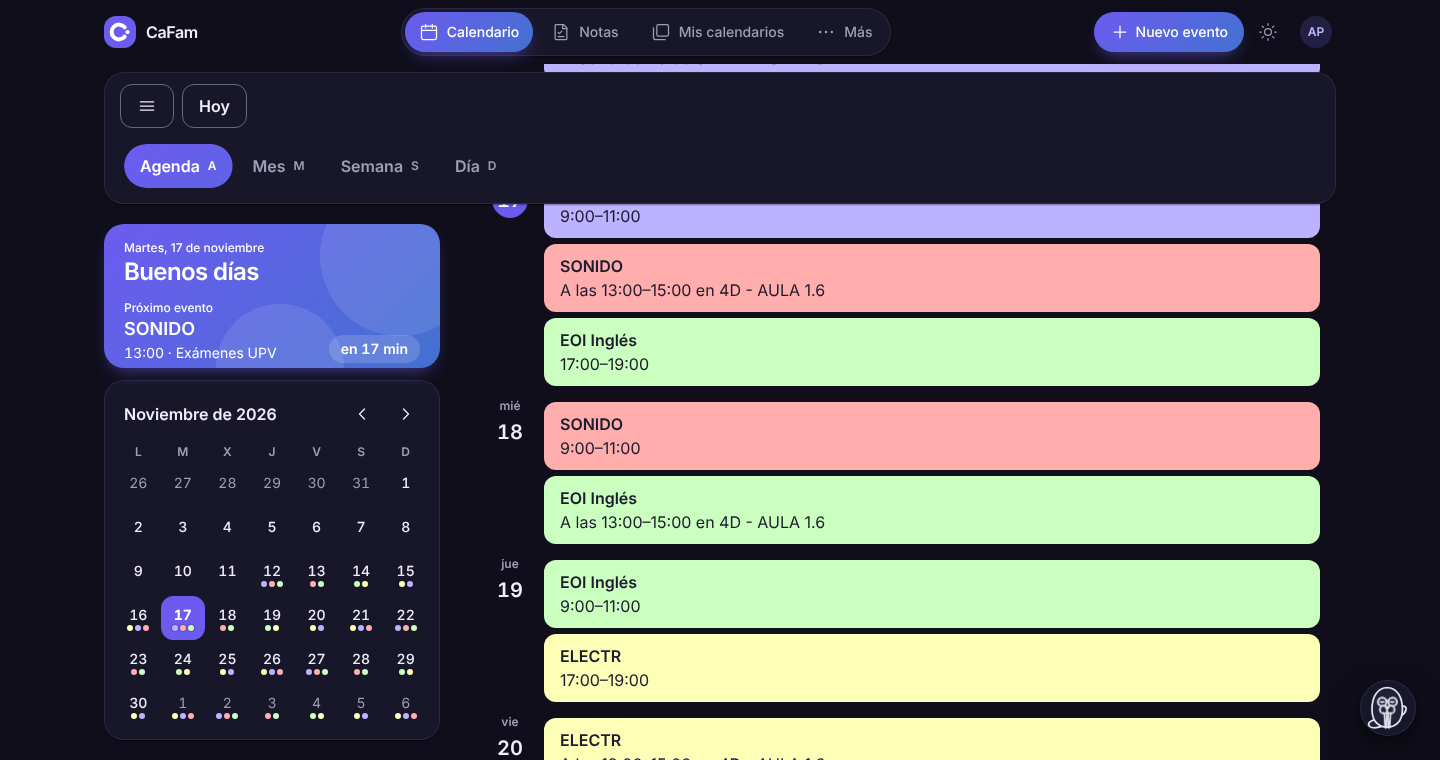 CaFam
Calendario
Notas
Mis calendarios
Más
Nuevo evento
AP
Hoy
Agenda A
Mes M
Semana S
Día D
Martes, 17 de noviembre
Buenos días
Próximo evento
SONIDO
13:00 · Exámenes UPV
en 17 min
Noviembre de 2026
L M X J V S D
26 27 28 29 30 31 1
2 3 4 5 6 7 8
9 10 11 12 13 14 15
16 17 18 19 20 21 22
23 24 25 26 27 28 29
30 1 2 3 4 5 6
9:00–11:00
SONIDO
A las 13:00–15:00 en 4D - AULA 1.6
EOI Inglés
17:00–19:00
mié
18
SONIDO
9:00–11:00
EOI Inglés
A las 13:00–15:00 en 4D - AULA 1.6
jue
19
EOI Inglés
9:00–11:00
ELECTR
17:00–19:00
vie
20
ELECTR